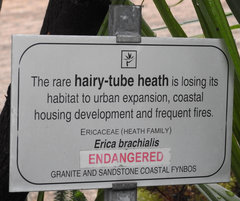 The rare hairy-tube heath is losing its
habitat to urban expansion, coastal
housing development and frequent fires.
ERICACEAE (HEATH FAMILY)
Erica brachialis
ENDANGERED
GRANITE AND SANDSTONE COASTAL FYNBOS